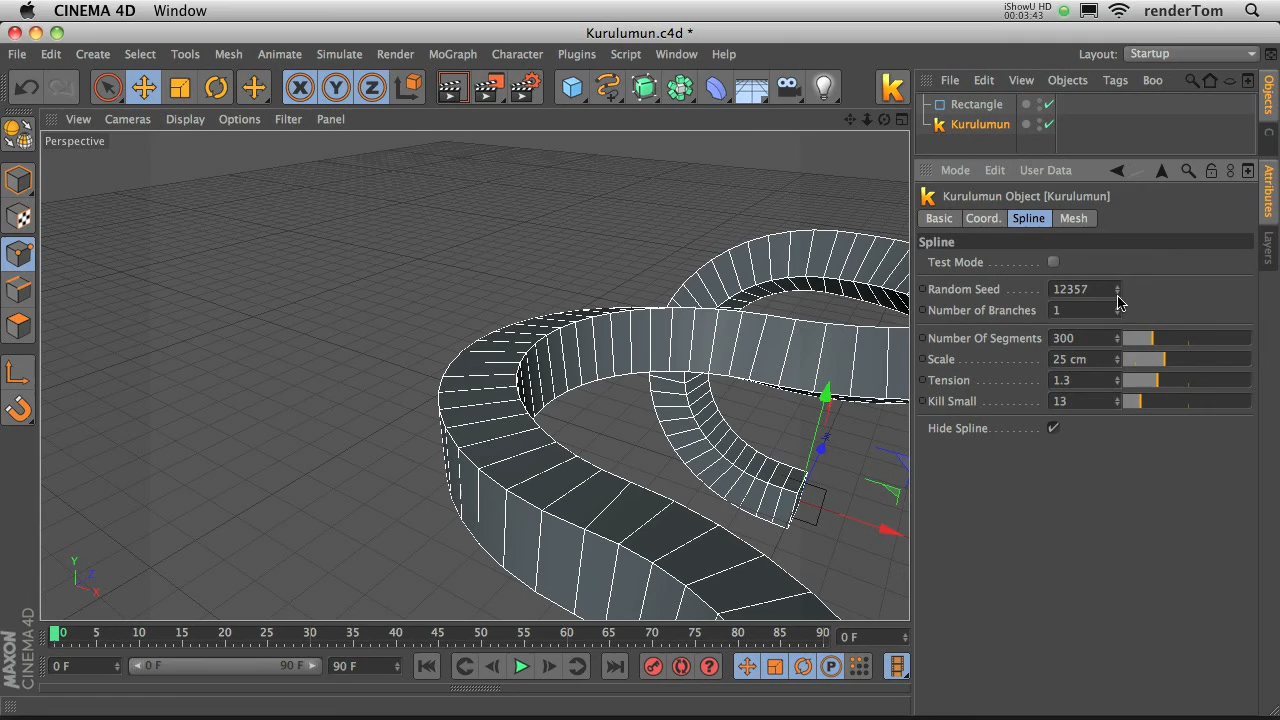 CINEMA 4D Window
iShowU HD
00:03:43
renderTom
Kurulumun.c4d *
File Edit Create Select Tools Mesh Animate Simulate Render MoGraph Character Plugins Script Window Help
Layout: Startup
File Edit View Objects Tags Boo
Rectangle
Kurulumun
View Cameras Display Options Filter Panel
Perspective
Mode Edit User Data
Kurulumun Object [Kurulumun]
Basic Coord. Spline Mesh
Spline
Test Mode
Random Seed 12357
Number of Branches 1
Number Of Segments 300
Scale 25 cm
Tension 1.3
Kill Small 13
Hide Spline
Objects
C
Attributes
Layers
X Y Z
Y
Z
X
0 5 10 15 20 25 30 35 40 45 50 55 60 65 70 75 80 85 90 0 F
0 F 0 F 90 F 90 F
P
MAXON
CINEMA 4D